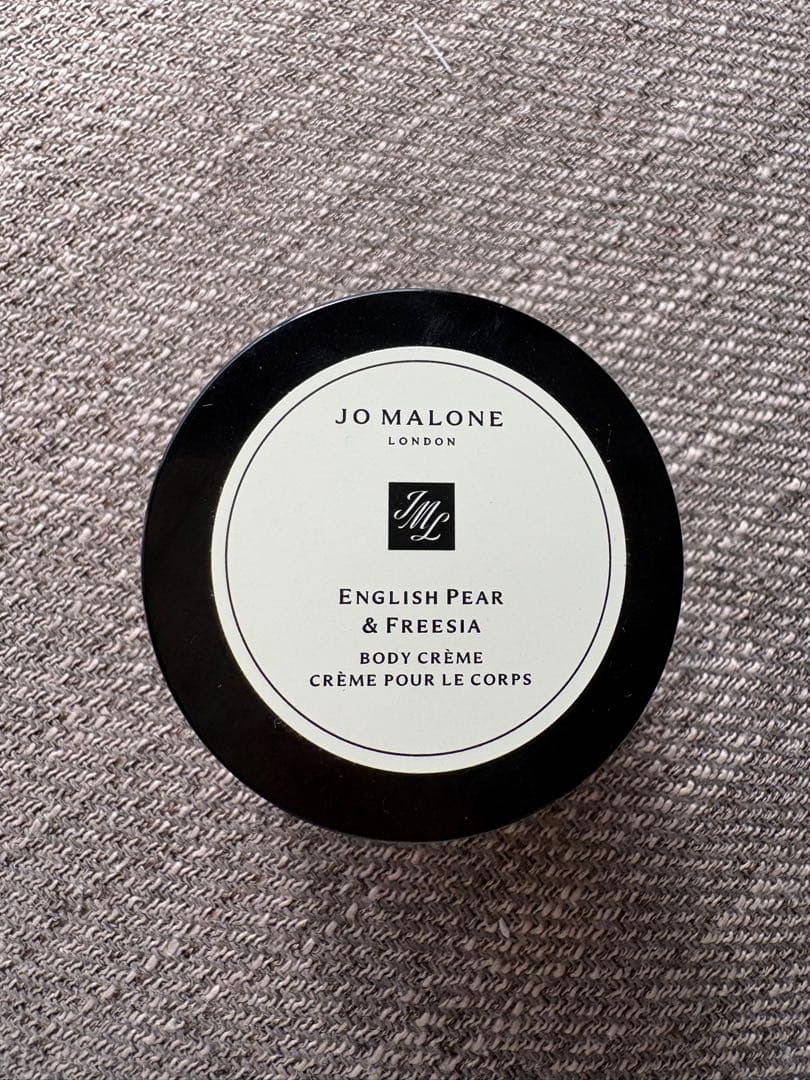 JO MALONE
LONDON
JML
ENGLISH PEAR
& FREESIA
BODY CRÈME
CRÈME POUR LE CORPS